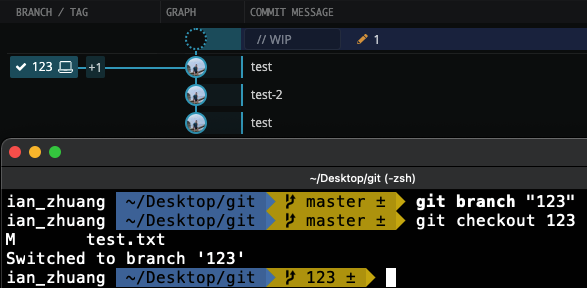 BRANCH / TAG GRAPH COMMIT MESSAGE
// WIP 1
123 +1 test
test-2
test
~/Desktop/git (-zsh)
ian_zhuang ~/Desktop/git master ± git branch "123"
ian_zhuang ~/Desktop/git master ± git checkout 123
M test.txt
Switched to branch '123'
ian_zhuang ~/Desktop/git 123 ±